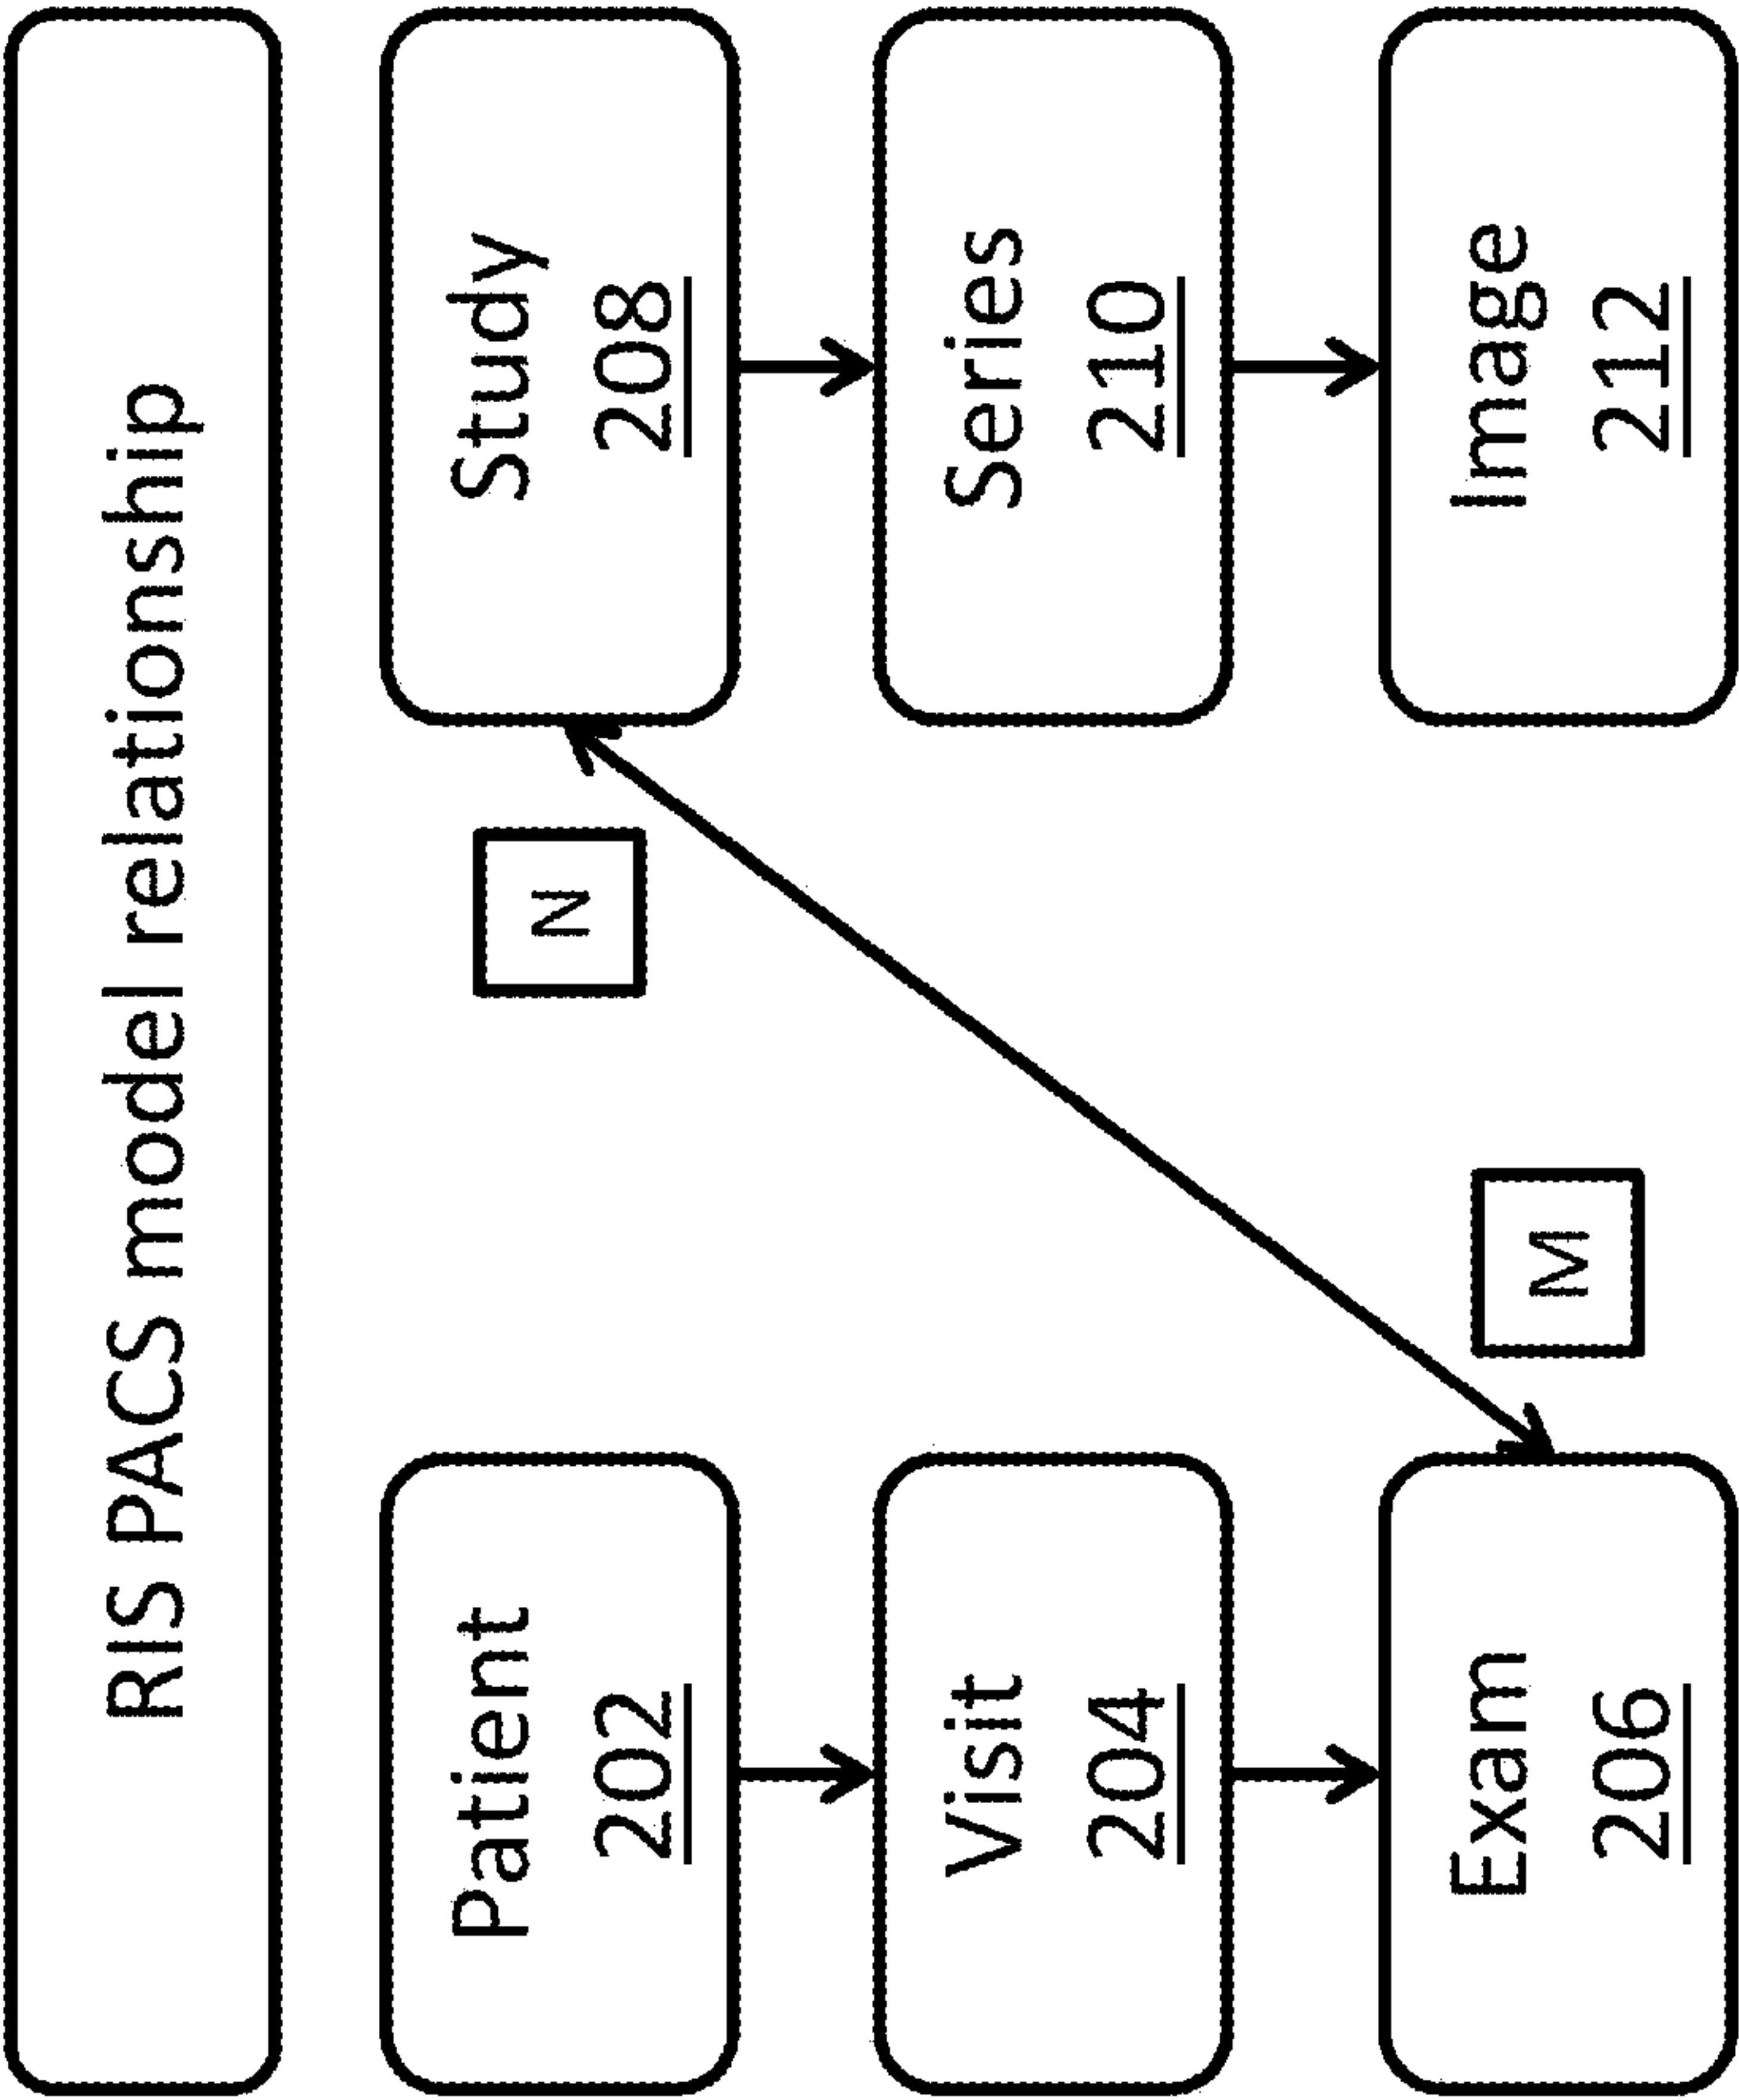 RIS PACS model relationship
Patient
202
Visit
204
Exam
206
N
M
Study
208
Series
210
Image
212